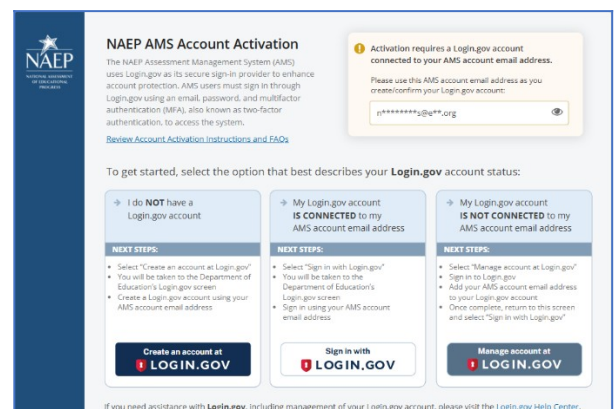 NAEP
NATIONAL ASSESSMENT
OF EDUCATIONAL
PROGRESS
NAEP AMS Account Activation
The NAEP Assessment Management System (AMS)
uses Login.gov as its secure sign-in provider to enhance
account protection. AMS users must sign in through
Login.gov using an email, password, and multifactor
authentication (MFA), also known as two-factor
authentication, to access the system.
Review Account Activation Instructions and FAQs
Activation requires a Login.gov account
connected to your AMS account email address.
Please use this AMS account email address as you
create/confirm your Login.gov account:
n********s@e**.org
To get started, select the option that best describes your Login.gov account status:
I do NOT have a
Login.gov account
NEXT STEPS:
• Select "Create an account at Login.gov"
• You will be taken to the Department of
Education's Login.gov screen
• Create a Login.gov account using your
AMS account email address
Create an account at
LOGIN.GOV
My Login.gov account
IS CONNECTED to my
AMS account email address
NEXT STEPS:
• Select "Sign in with Login.gov"
• You will be taken to the
Department of Education's
Login.gov screen
• Sign in using your AMS account
email address
Sign in with
LOGIN.GOV
My Login.gov account
IS NOT CONNECTED to my
AMS account email address
NEXT STEPS:
• Select "Manage account at Login.gov"
• Sign in to Login.gov
• Add your AMS account email address
to your Login.gov account
• Once complete, return to this screen
and select "Sign In with Login.gov"
Manage account at
LOGIN.GOV
If you need assistance with Login.gov, including management of your Login.gov account, please visit the Login.gov Help Center.